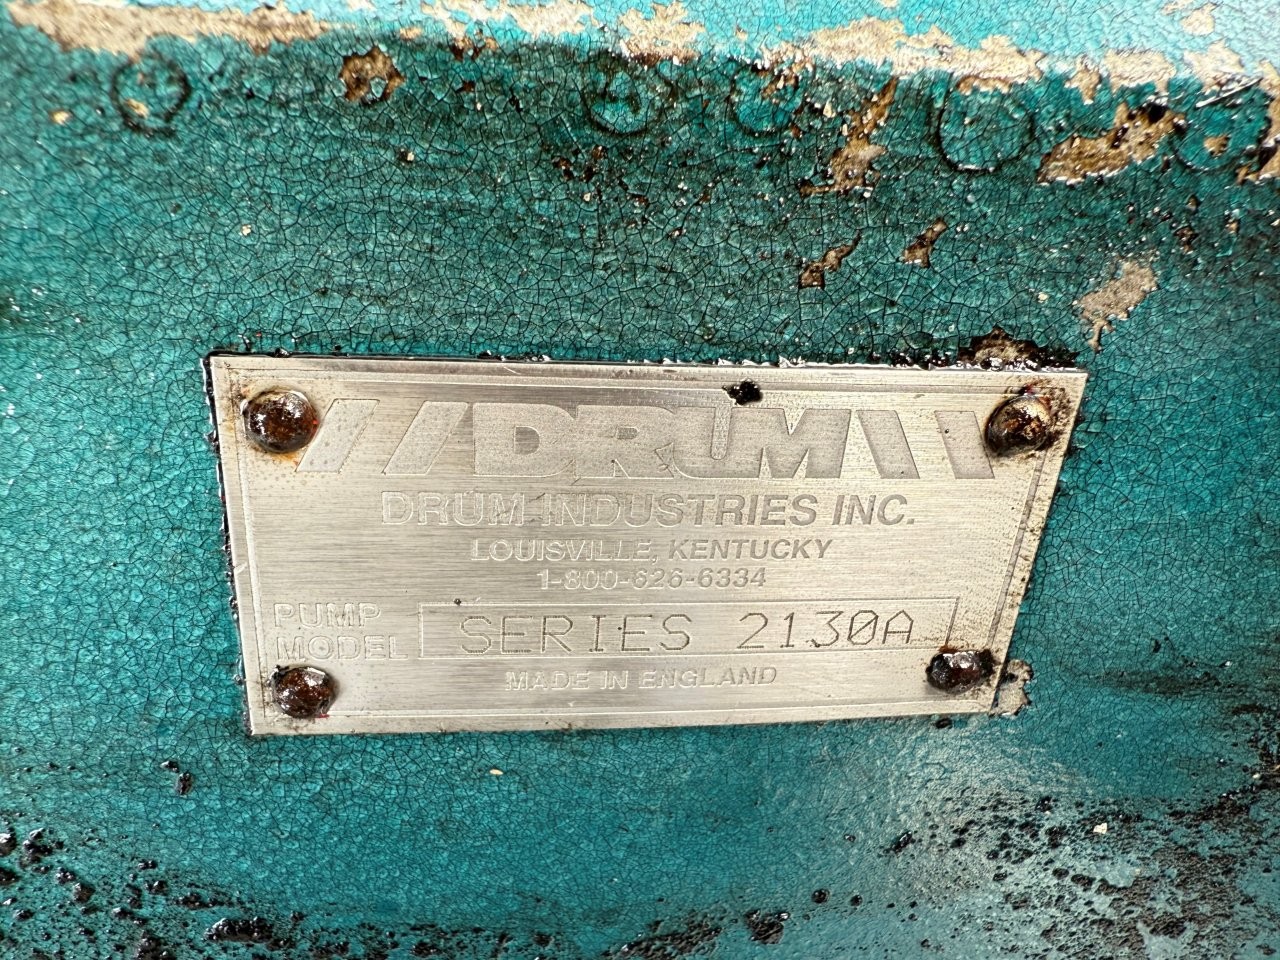 //DRUM\\
DRUM INDUSTRIES INC.
LOUISVILLE, KENTUCKY
1-800-626-6334
PUMP
MODEL SERIES 2130A
MADE IN ENGLAND